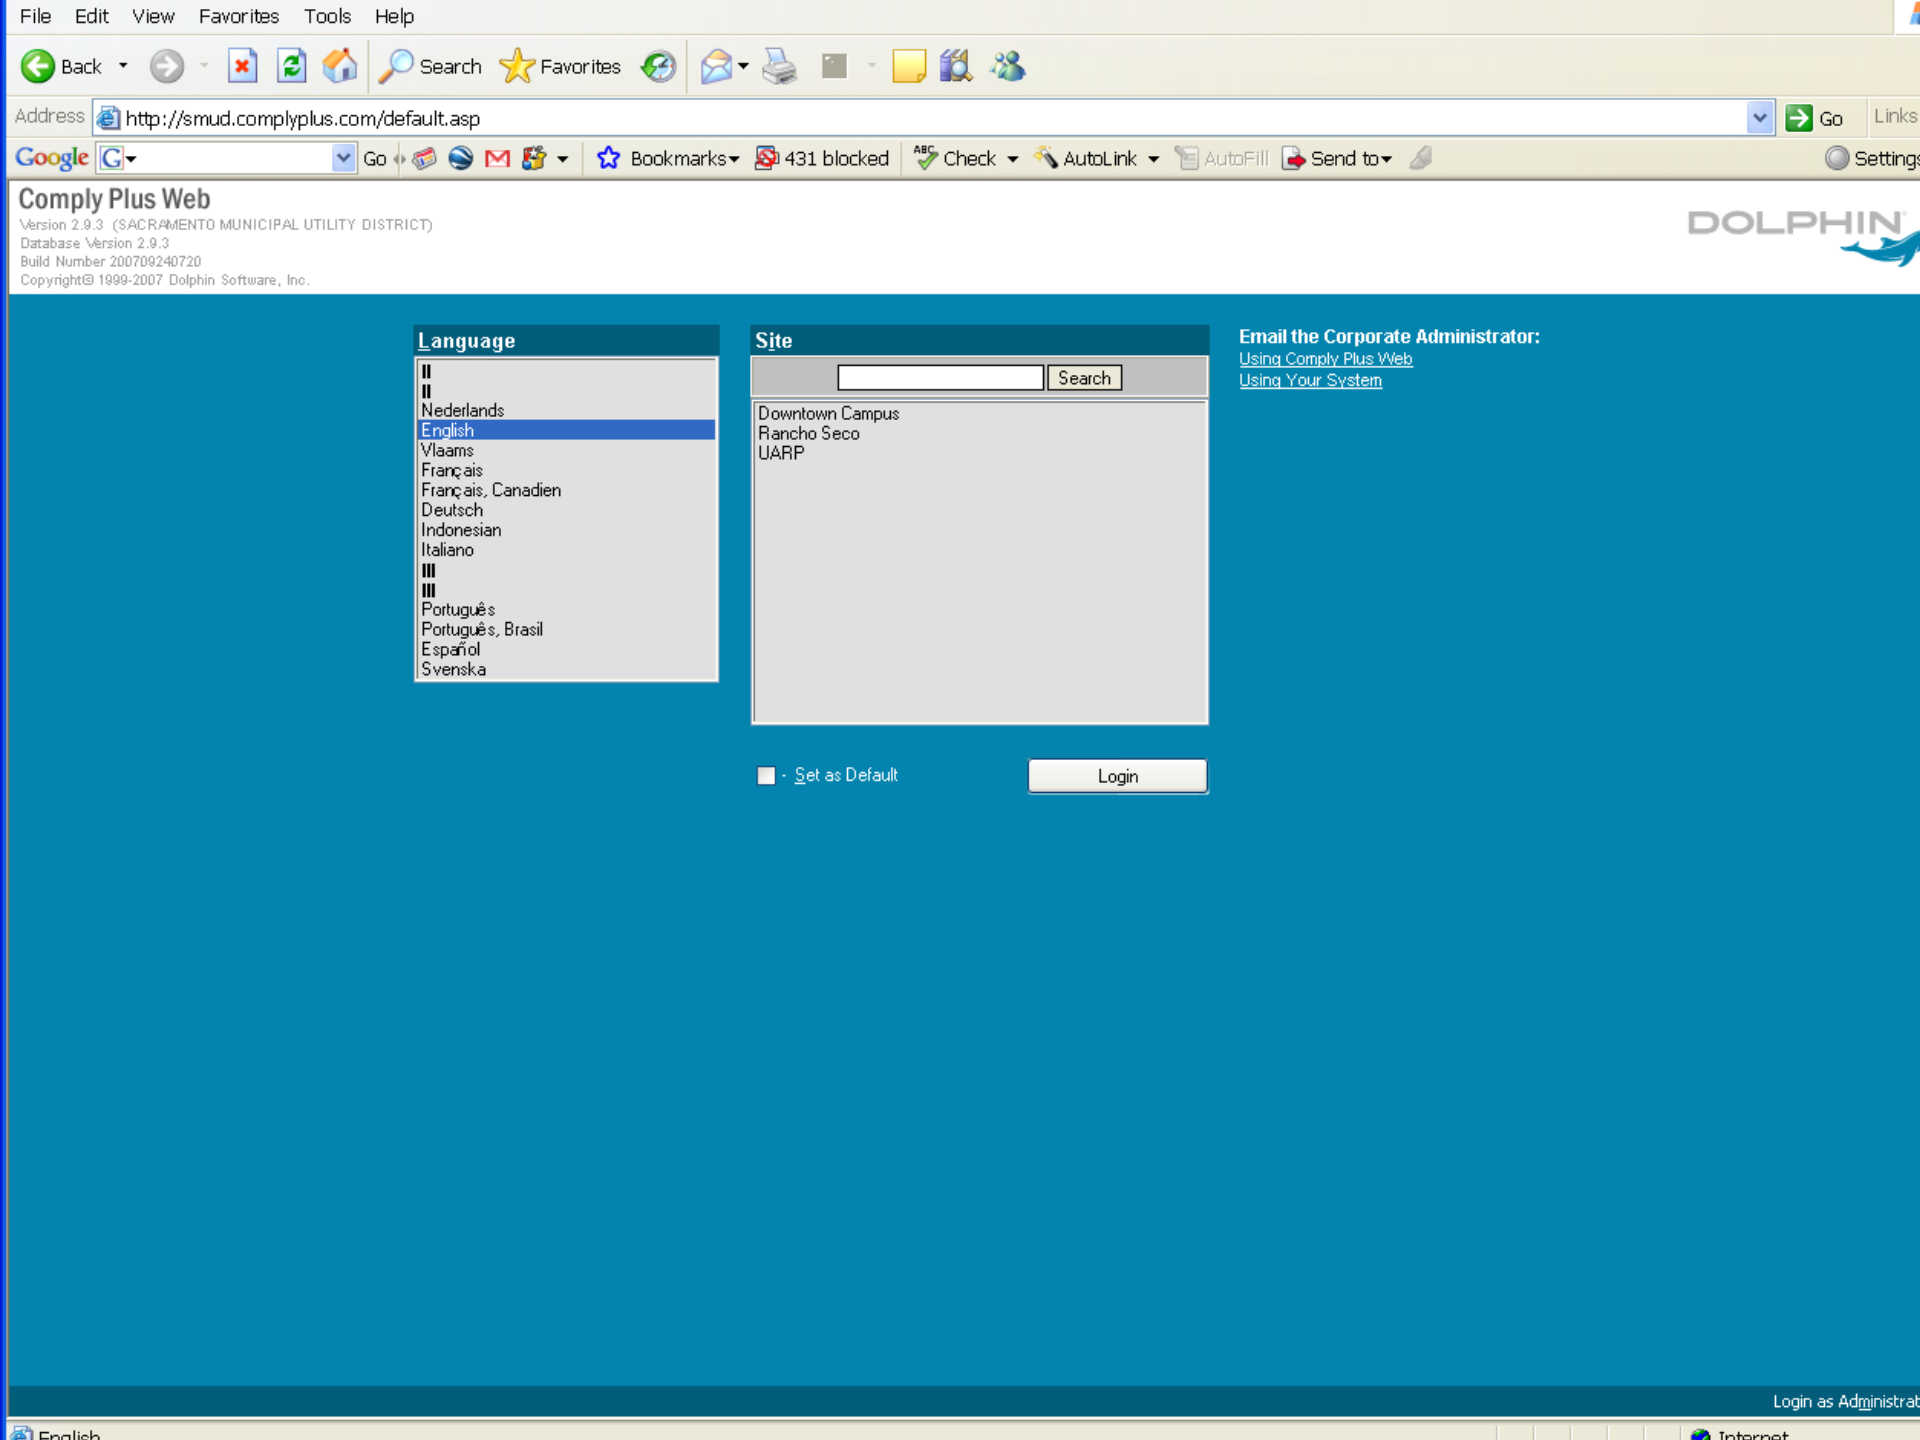 File Edit View Favorites Tools Help
Back Search Favorites
Address http://smud.complyplus.com/default.asp Go Links
Google G Go Bookmarks 431 blocked ABC Check AutoLink AutoFill Send to Settings
Comply Plus Web
Version 2.9.3 (SACRAMENTO MUNICIPAL UTILITY DISTRICT)
Database Version 2.9.3
Build Number 200709240720
Copyright© 1999-2007 Dolphin Software, Inc.
DOLPHIN
Language
Nederlands
English
Vlaams
Français
Français, Canadien
Deutsch
Indonesian
Italiano
Português
Português, Brasil
Español
Svenska
Site
Search
Downtown Campus
Rancho Seco
UARP
- Set as Default
Login
Email the Corporate Administrator:
Using Comply Plus Web
Using Your System
Login as Administrat
English Internet